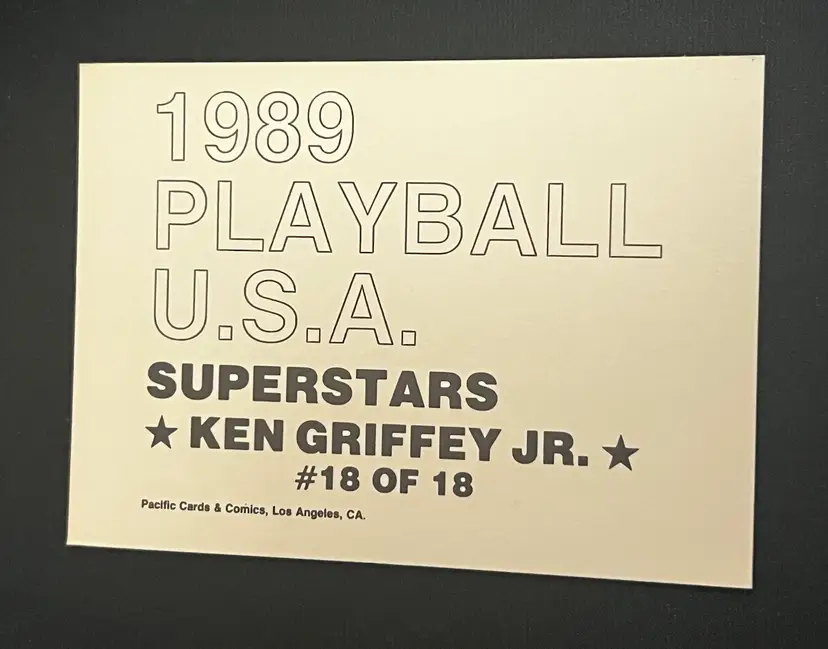 1989
PLAYBALL
U.S.A.
SUPERSTARS
★ KEN GRIFFEY JR. ★
#18 OF 18
Pacific Cards & Comics, Los Angeles, CA.